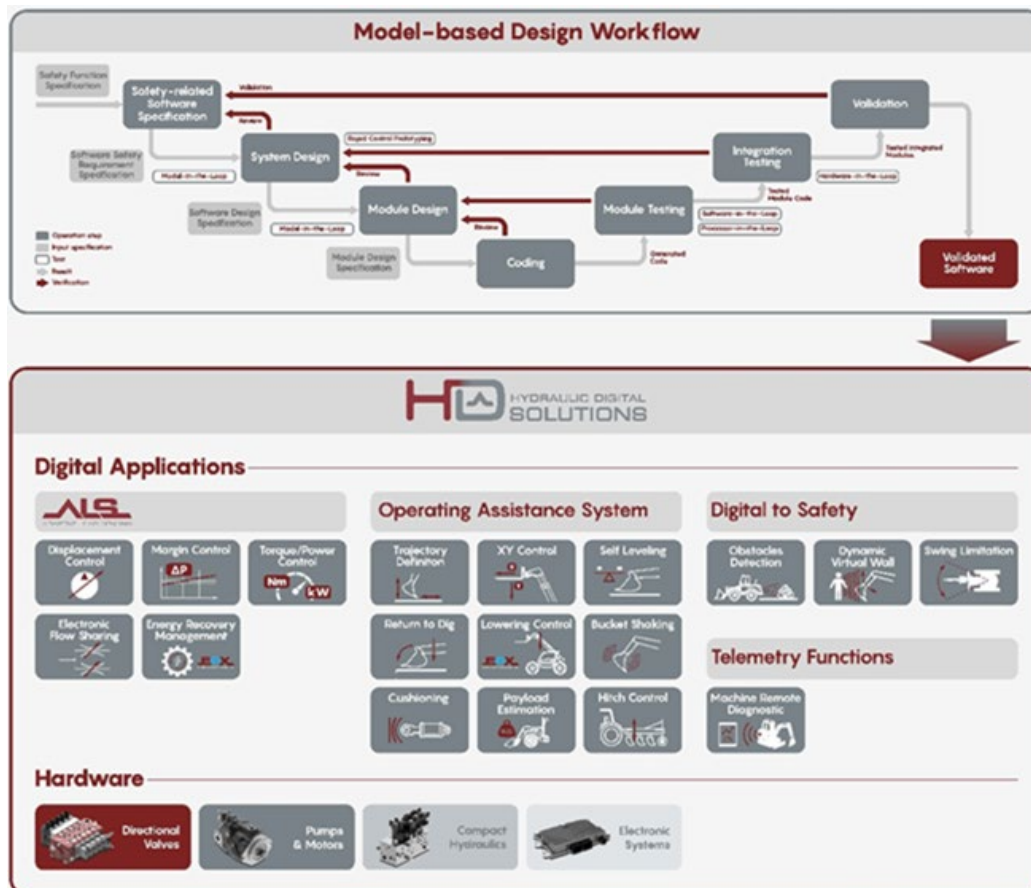 Model-based Design Workflow
Safety Function
Specification
Safety-related
Software
Specification
Validation
Validation
Review
System Design
Rapid Control Prototyping
Integration
Testing
Tested Integrated
Modules
Software Safety
Requirement
Specification
Model-in-the-Loop
Review
Hardware-in-the-Loop
Module Design
Module Testing
Tested
Module Code
Software Design
Specification
Model-in-the-Loop
Review
Software-in-the-Loop
Processor-in-the-Loop
Operation step
Input specification
Test
Result
Verification
Module Design
Specification
Coding
Generated
Code
Validated
Software
HD HYDRAULIC DIGITAL
SOLUTIONS
Digital Applications
ALS
Displacement
Control
Margin Control
ΔP
Torque/Power
Control
Nm
kW
Electronic
Flow Sharing
Energy Recovery
Management
Operating Assistance System
Trajectory
Definiton
XY Control
Self Leveling
Return to Dig
Lowering Control
Bucket Shaking
Cushioning
Payload
Estimation
Hitch Control
Digital to Safety
Obstacles
Detection
Dynamic
Virtual Wall
Swing Limitation
Telemetry Functions
Machine Remote
Diagnostic
Hardware
Directional
Valves
Pumps
& Motors
Compact
Hydraulics
Electronic
Systems